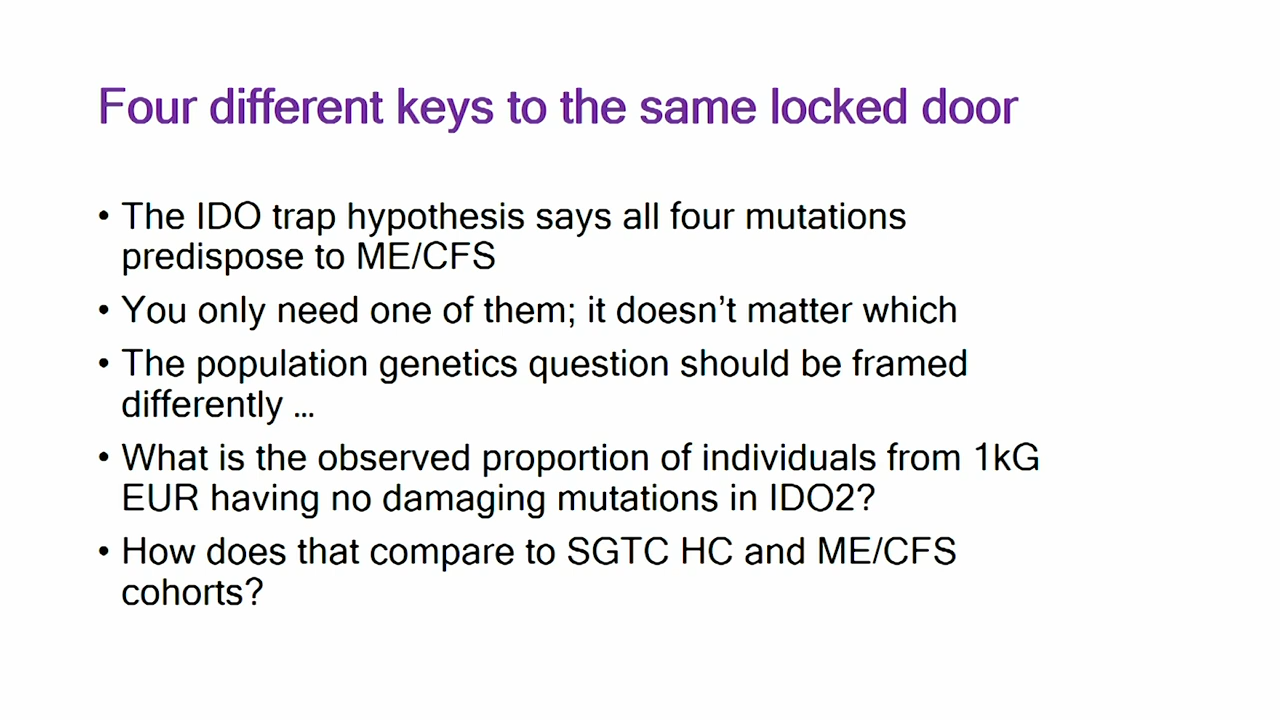 Four different keys to the same locked door
• The IDO trap hypothesis says all four mutations
predispose to ME/CFS
• You only need one of them; it doesn’t matter which
• The population genetics question should be framed
differently ...
• What is the observed proportion of individuals from 1kG
EUR having no damaging mutations in IDO2?
• How does that compare to SGTC HC and ME/CFS
cohorts?